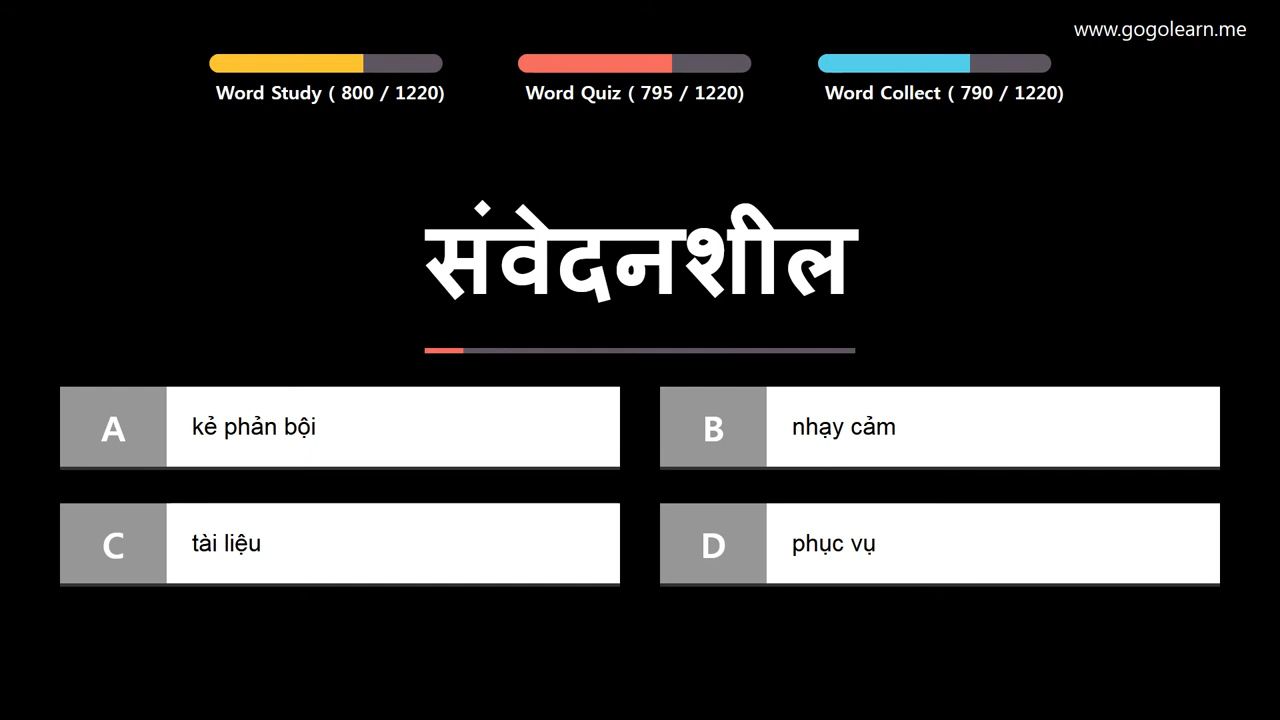 www.gogolearn.me
Word Study ( 800 / 1220)
Word Quiz ( 795 / 1220)
Word Collect ( 790 / 1220)
संवेदनशील
A
kẻ phản bội
B
nhạy cảm
C
tài liệu
D
phục vụ